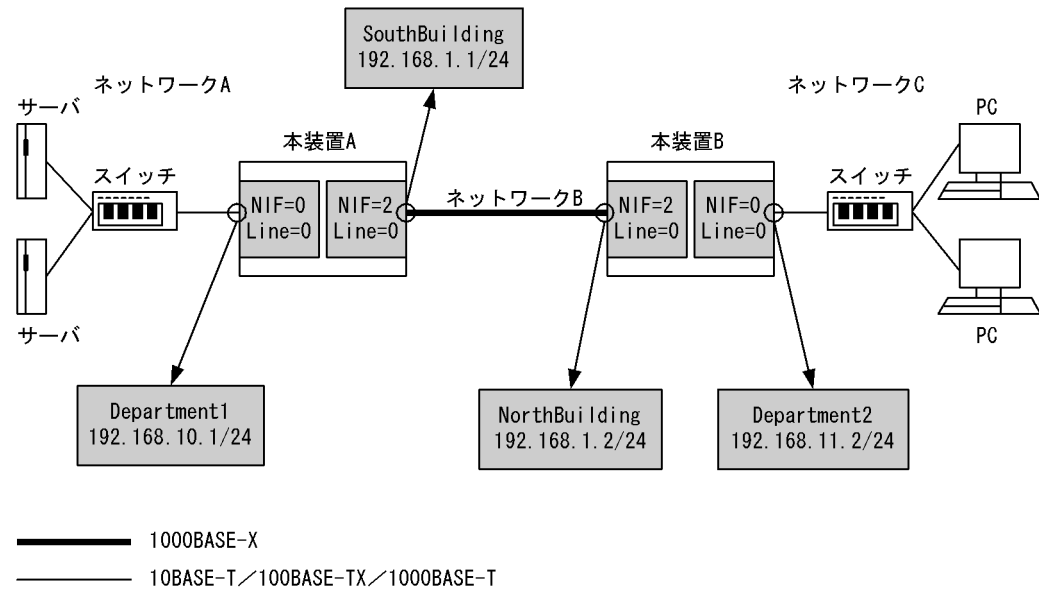 SouthBuilding
192.168.1.1/24
ネットワークA
ネットワークC
サーバ
PC
本装置A
本装置B
スイッチ
スイッチ
NIF=0
Line=0
NIF=2
Line=0
ネットワークB
NIF=2
Line=0
NIF=0
Line=0
サーバ
PC
Department1
192.168.10.1/24
NorthBuilding
192.168.1.2/24
Department2
192.168.11.2/24
1000BASE-X
10BASE-T／100BASE-TX／1000BASE-T